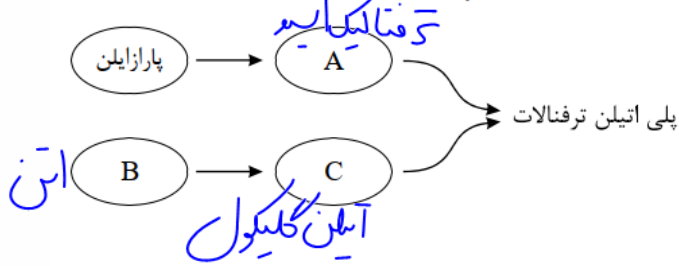 ترفتالیک اسید
پارازایلن
A
پلی اتیلن ترفتالات
اتن
B
C
اتیلن گلیکول